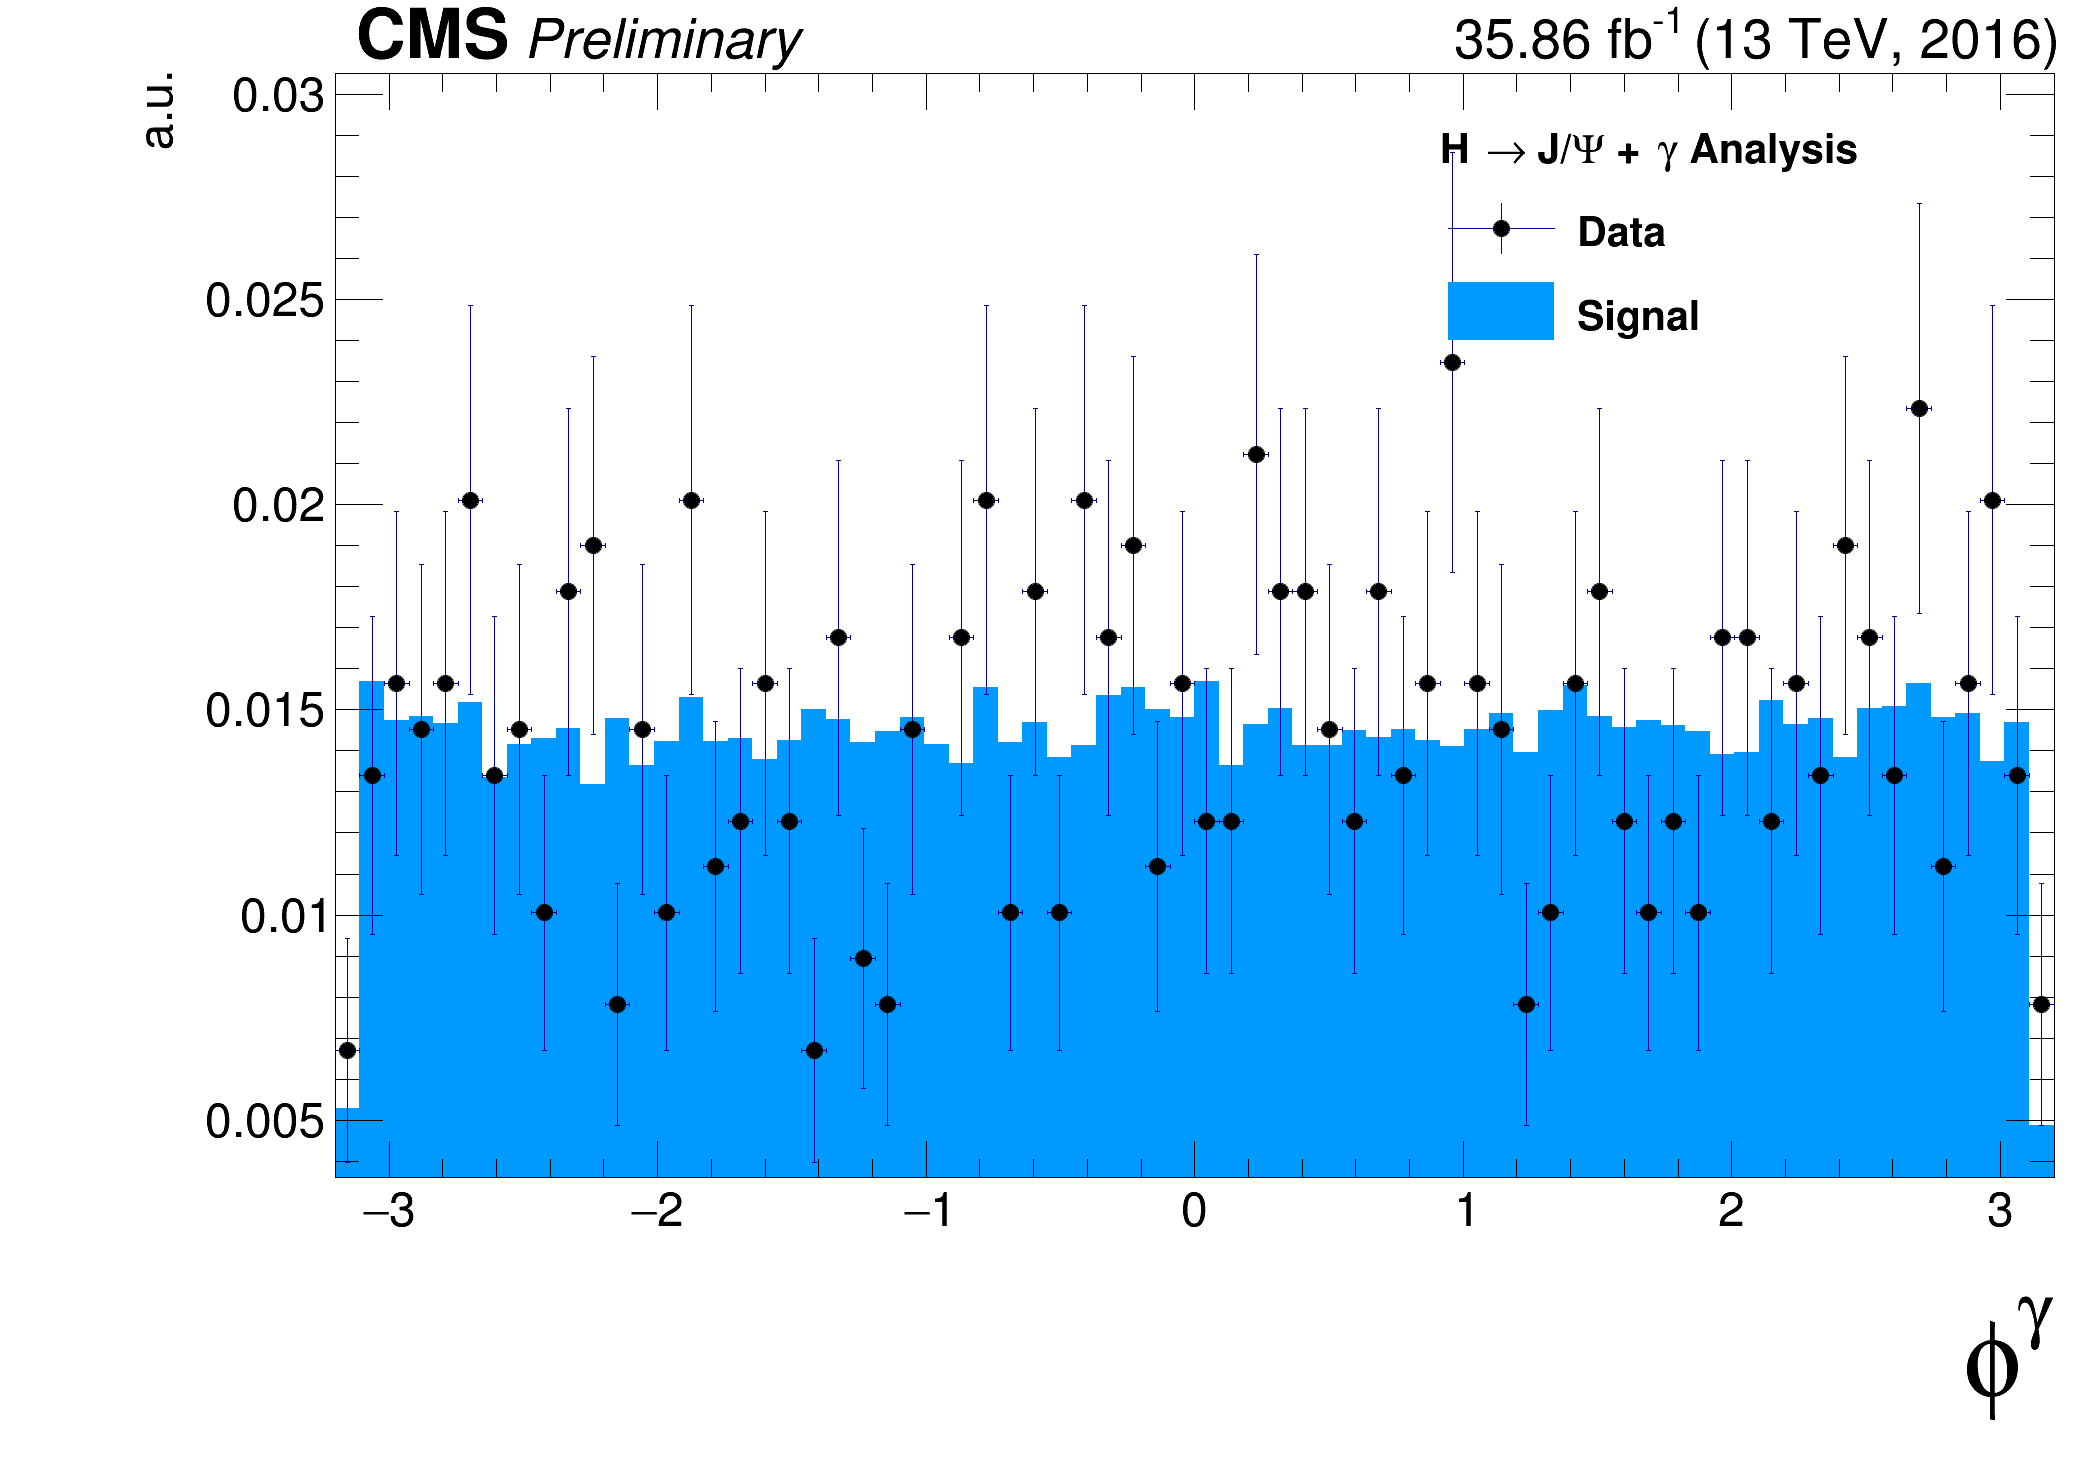 CMS Preliminary 35.86 fb⁻¹ (13 TeV, 2016)
a.u.
0.03
0.025
0.02
0.015
0.01
0.005
H → J/Ψ + γ Analysis
Data
Signal
−3 −2 −1 0 1 2 3
ϕ^γ